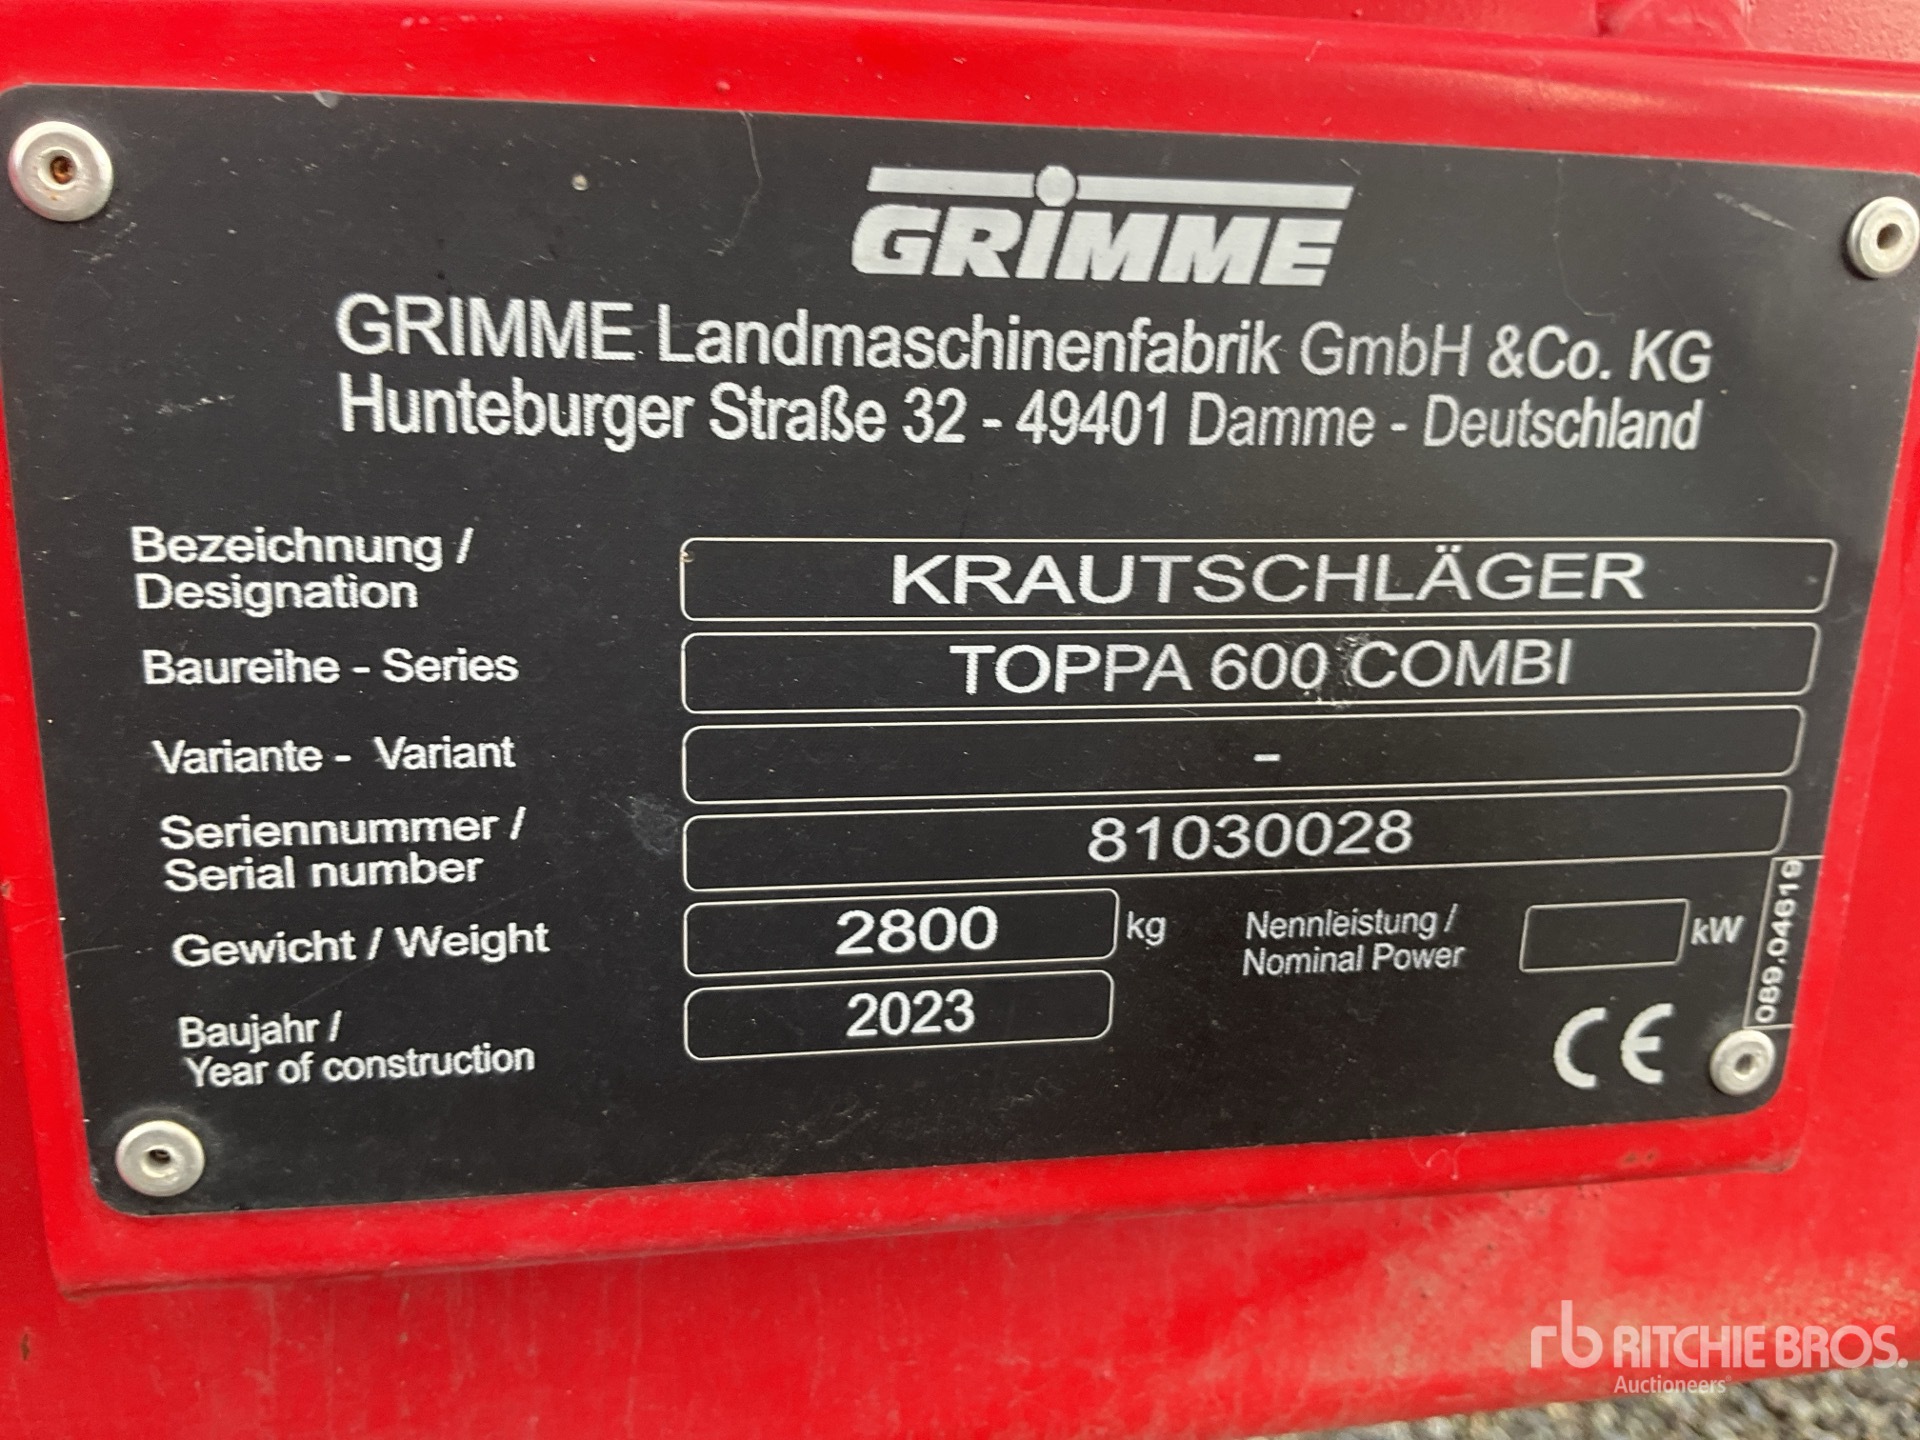 GRIMME
GRIMME Landmaschinenfabrik GmbH &Co. KG
Hunteburger Straße 32 - 49401 Damme - Deutschland
Bezeichnung /
Designation
KRAUTSCHLÄGER
Baureihe - Series
TOPPA 600 COMBI
Variante - Variant
-
Seriennummer /
Serial number
81030028
Gewicht / Weight
2800
kg
Nennleistung /
Nominal Power
kW
Baujahr /
Year of construction
2023
CE
089.04619
rb RITCHIE BROS.
Auctioneers